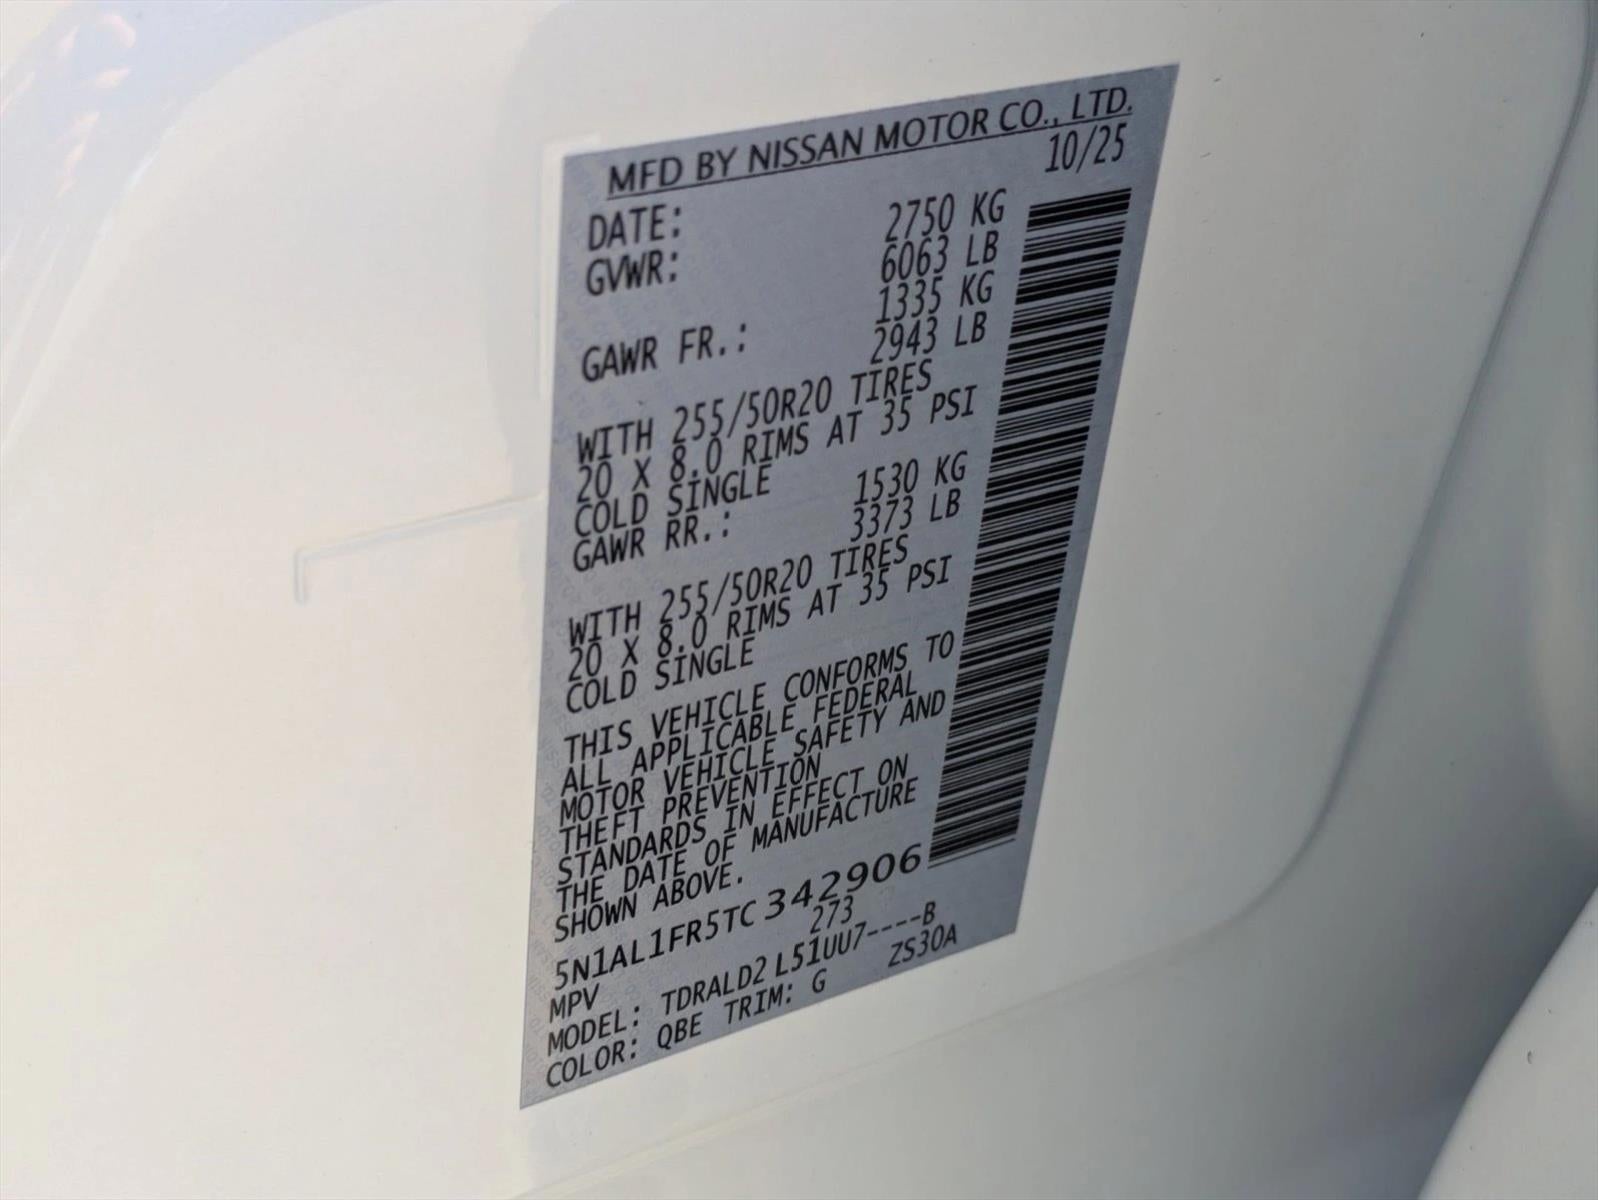 MFD BY NISSAN MOTOR CO., LTD.
DATE: 10/25
GVWR: 2750 KG
6063 LB
GAWR FR.: 1335 KG
2943 LB
WITH 255/50R20 TIRES
20 X 8.0 RIMS AT 35 PSI
COLD SINGLE
GAWR RR.: 1530 KG
3373 LB
WITH 255/50R20 TIRES
20 X 8.0 RIMS AT 35 PSI
COLD SINGLE
THIS VEHICLE CONFORMS TO
ALL APPLICABLE FEDERAL
MOTOR VEHICLE SAFETY AND
THEFT PREVENTION
STANDARDS IN EFFECT ON
THE DATE OF MANUFACTURE
SHOWN ABOVE.
5N1AL1FR5TC342906
MPV 273
MODEL: TDRALD2 L51UU7----B
COLOR: QBE TRIM: G ZS30A